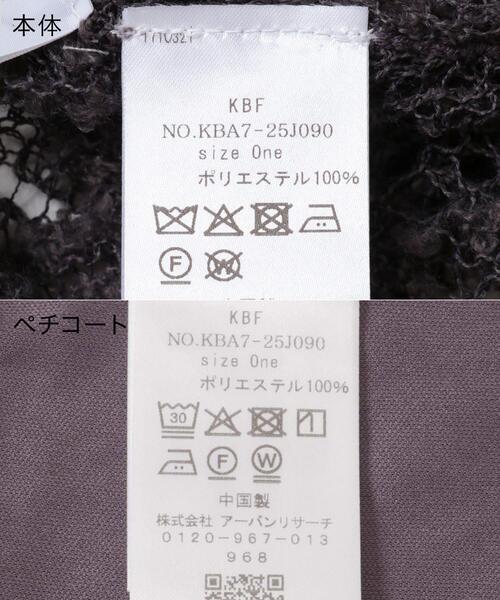 本体
KBF
NO.KBA7-25J090
size One
ポリエステル100%
F
W
ペチコート
KBF
NO.KBA7-25J090
size One
ポリエステル100%
30
F W
中国製
株式会社 アーバンリサーチ
0120-967-013
968